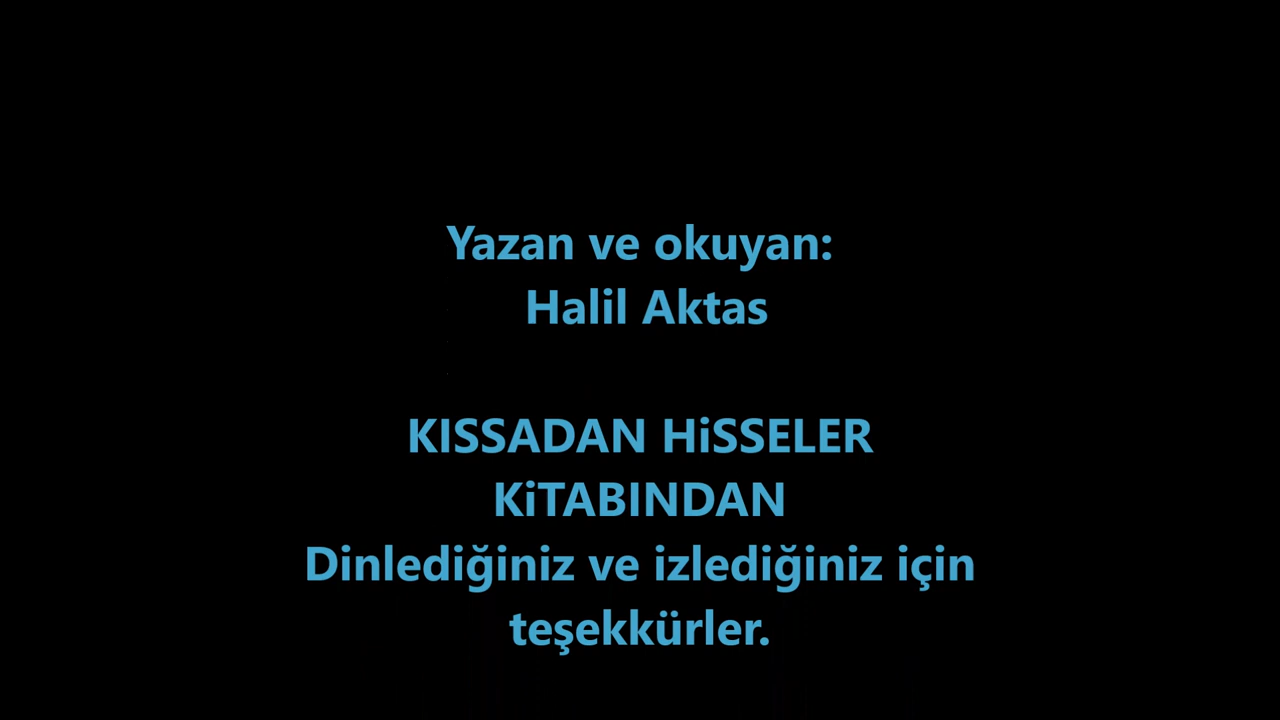 Yazan ve okuyan:
Halil Aktas
KISSADAN HiSSELER
KiTABINDAN
Dinlediğiniz ve izlediğiniz için
teşekkürler.